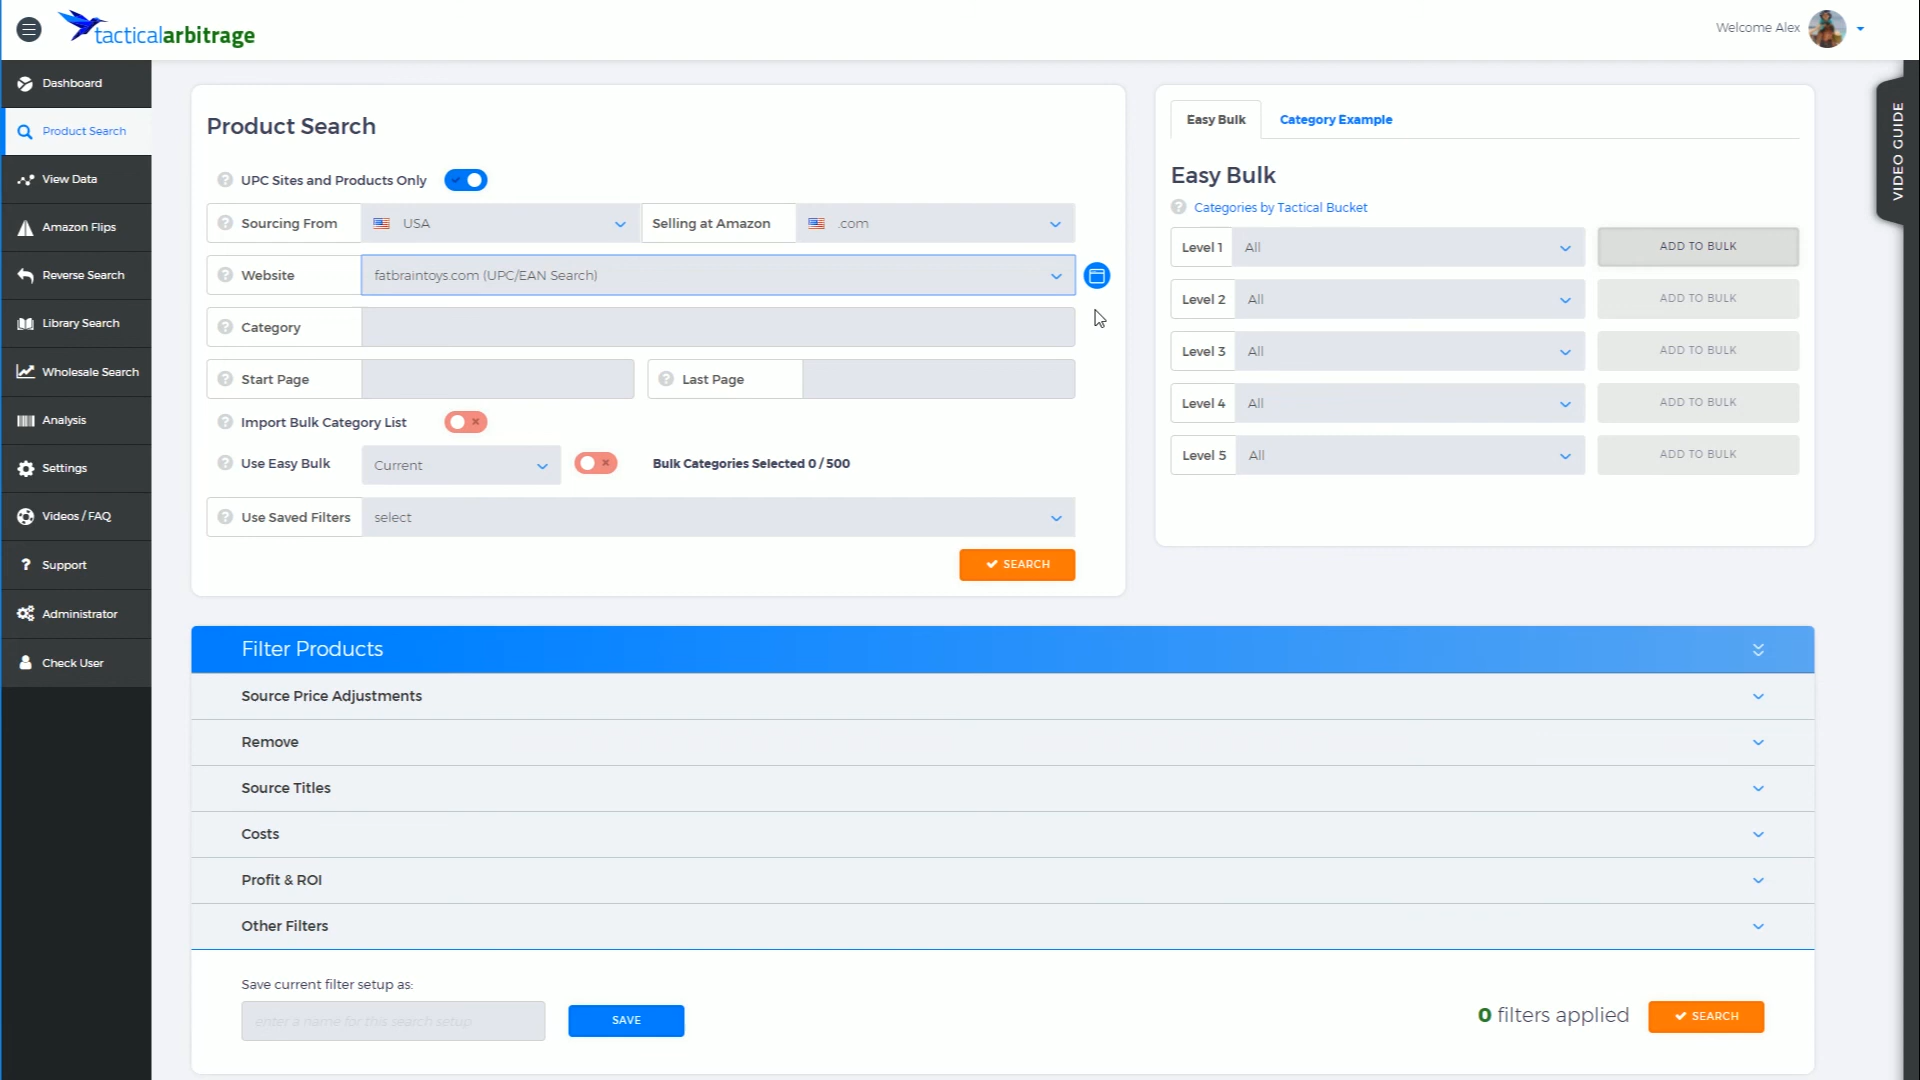 tacticalarbitrage
Welcome Alex
Dashboard
Product Search
View Data
Amazon Flips
Reverse Search
Library Search
Wholesale Search
Analysis
Settings
Videos / FAQ
Support
Administrator
Check User
Product Search
UPC Sites and Products Only
Sourcing From USA Selling at Amazon .com
Website fatbraintoys.com (UPC/EAN Search)
Category
Start Page Last Page
Import Bulk Category List
Use Easy Bulk Current Bulk Categories Selected 0 / 500
Use Saved Filters select
SEARCH
Easy Bulk Category Example
Easy Bulk
Categories by Tactical Bucket
Level 1 All ADD TO BULK
Level 2 All ADD TO BULK
Level 3 All ADD TO BULK
Level 4 All ADD TO BULK
Level 5 All ADD TO BULK
VIDEO GUIDE
Filter Products
Source Price Adjustments
Remove
Source Titles
Costs
Profit & ROI
Other Filters
Save current filter setup as:
enter a name for this search setup
SAVE
0 filters applied
SEARCH